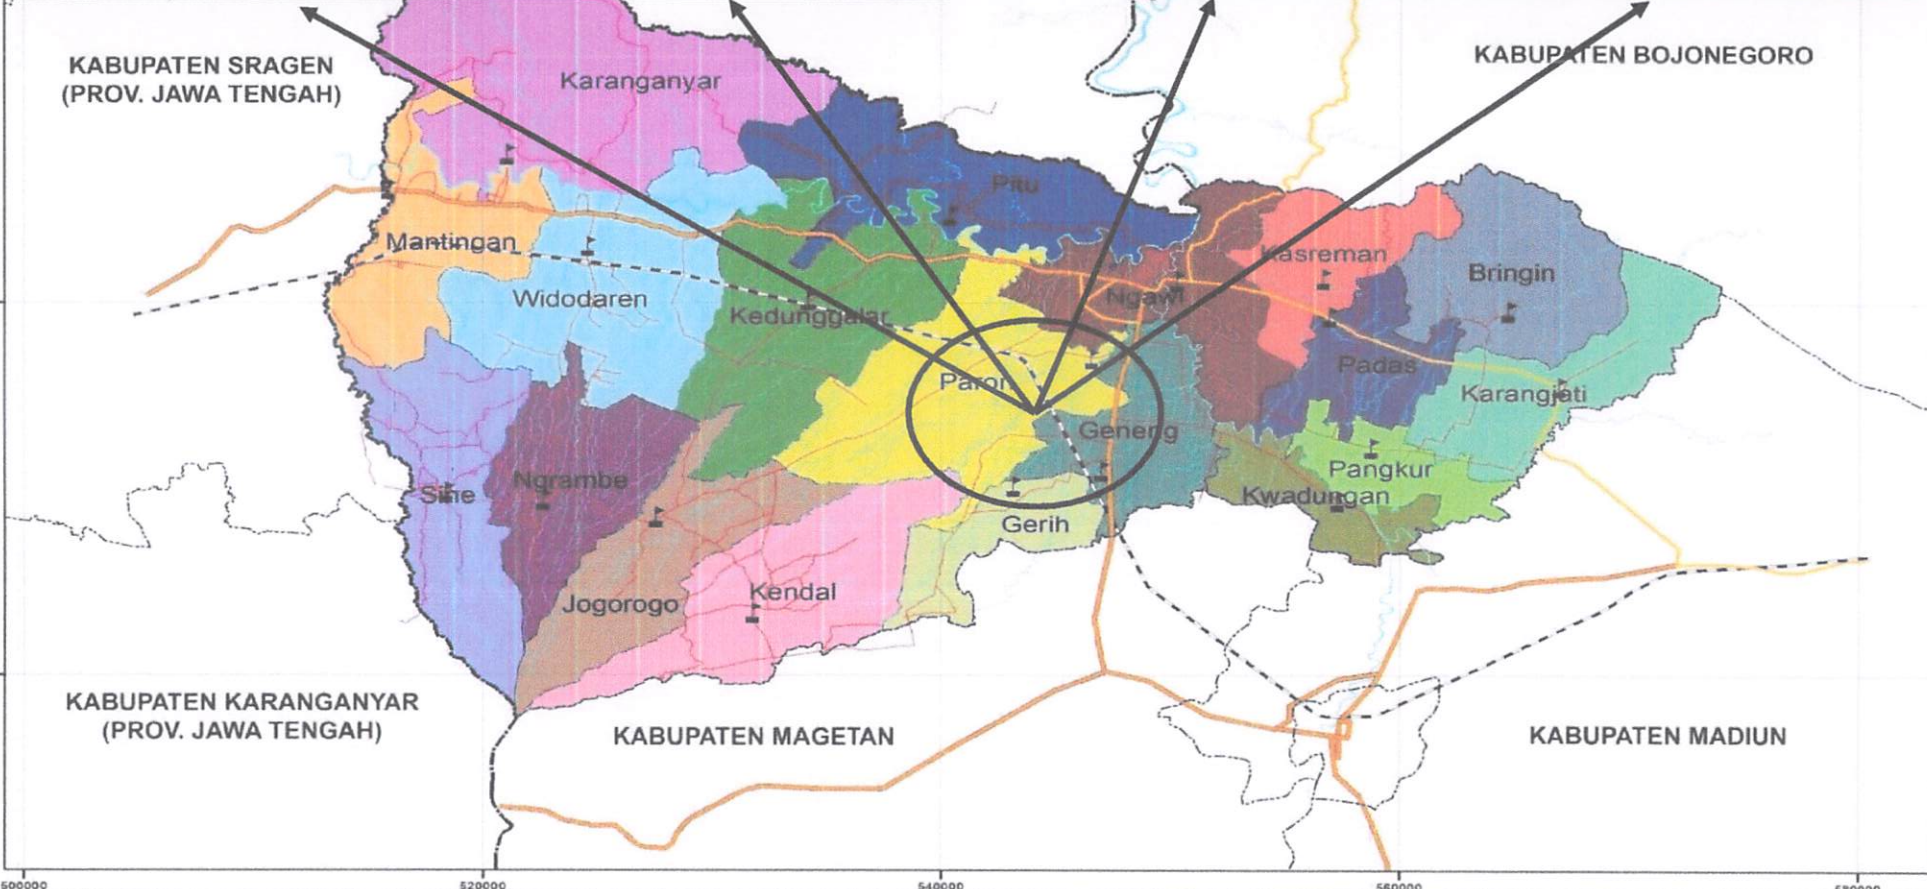 KABUPATEN SRAGEN
(PROV. JAWA TENGAH)
KABUPATEN BOJONEGORO
Karanganyar
Pitu
Mantingan
Kasreman
Bringin
Widodaren
Ngawi
Kedunggalar
Padas
Paron
Karangjati
Geneng
Pangkur
Sine
Ngrambe
Kwadungan
Gerih
Kendal
Jogorogo
KABUPATEN KARANGANYAR
(PROV. JAWA TENGAH)
KABUPATEN MAGETAN
KABUPATEN MADIUN
500000
520000
540000
560000
580000